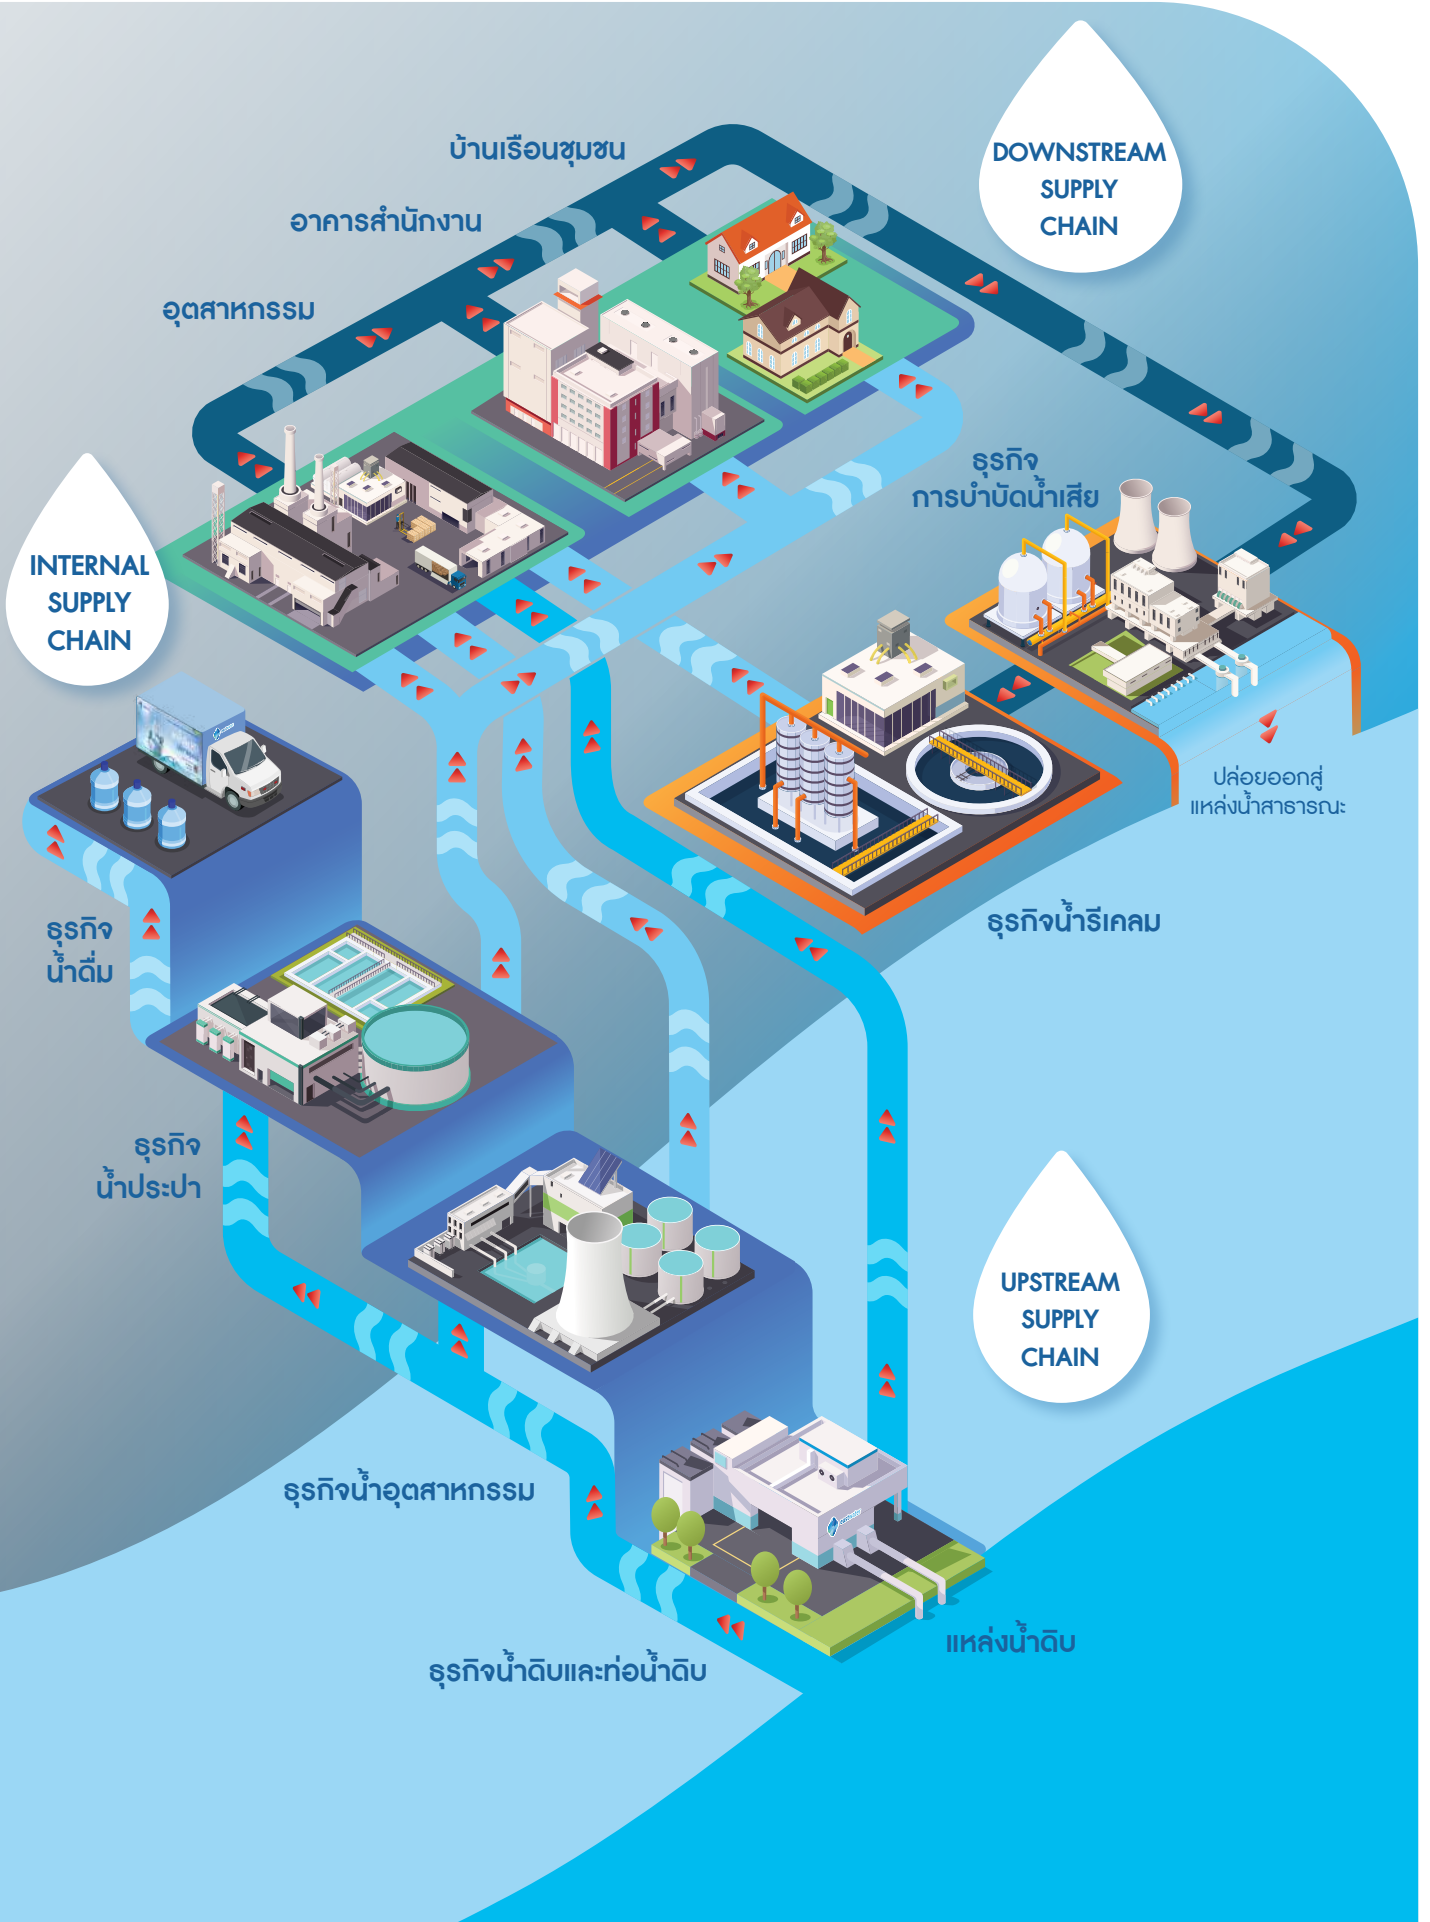 DOWNSTREAM
SUPPLY
CHAIN
บ้านเรือนชุมชน
อาคารสำนักงาน
อุตสาหกรรม
ธุรกิจ
การบำบัดน้ำเสีย
INTERNAL
SUPPLY
CHAIN
ปล่อยออกสู่
แหล่งน้ำสาธารณะ
ธุรกิจน้ำรีเคลม
ธุรกิจ
น้ำดื่ม
ธุรกิจ
น้ำประปา
UPSTREAM
SUPPLY
CHAIN
ธุรกิจน้ำอุตสาหกรรม
แหล่งน้ำดิบ
ธุรกิจน้ำดิบและท่อน้ำดิบ